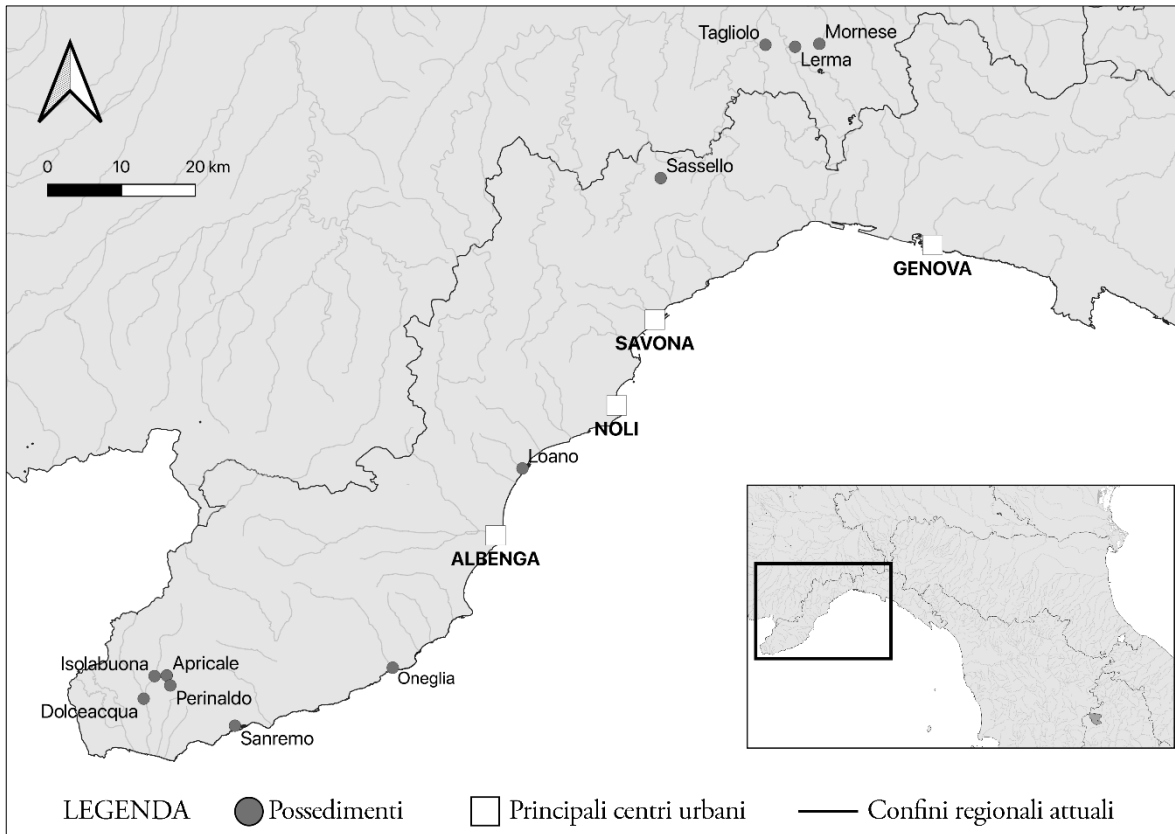 Tagliolo
Mornese
Lerma
0 10 20 km
Sassello
GENOVA
SAVONA
NOLI
Loano
ALBENGA
Isolabuona
Apricale
Perinaldo
Dolceacqua
Oneglia
Sanremo
LEGENDA Possedimenti Principali centri urbani Confini regionali attuali